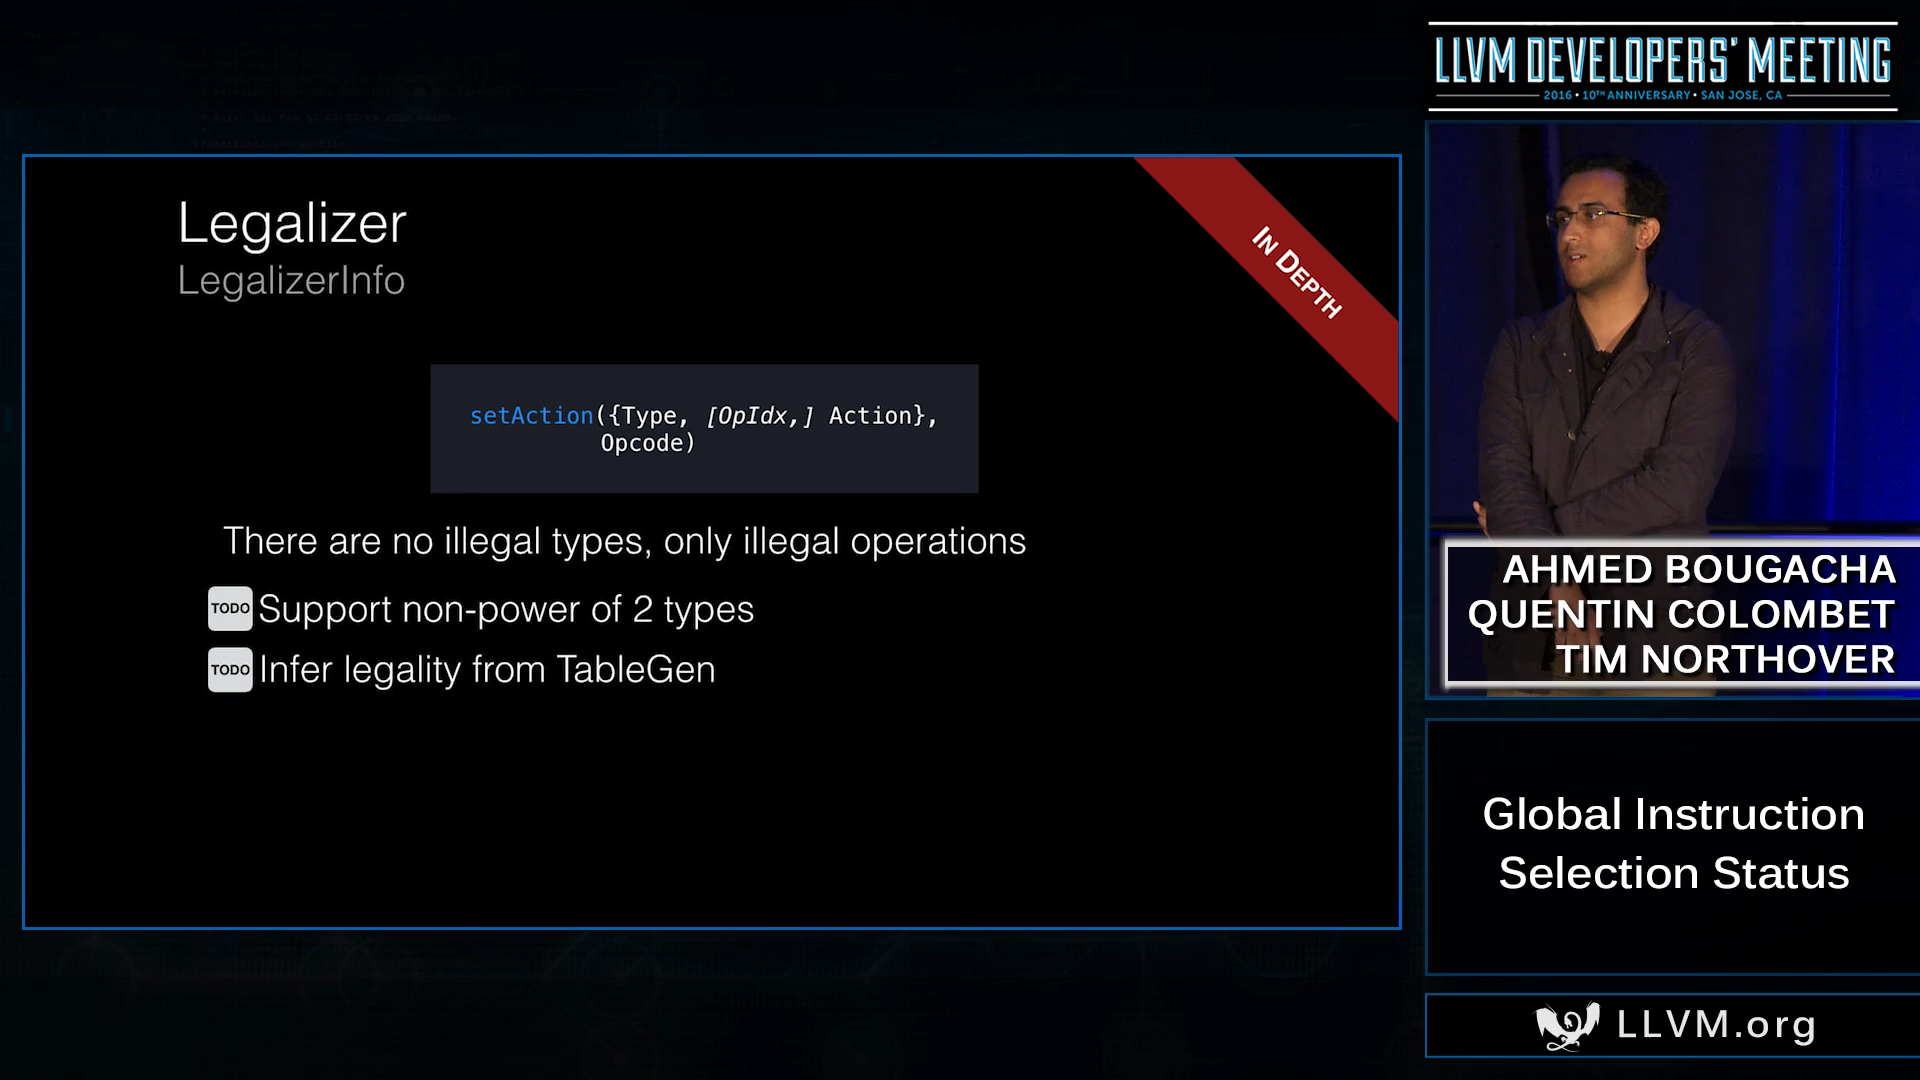 LLVM DEVELOPERS' MEETING
2016 • 10TH ANNIVERSARY • SAN JOSE, CA
Legalizer
LegalizerInfo
IN DEPTH
setAction({Type, [OpIdx,] Action},
Opcode)
There are no illegal types, only illegal operations
TODO Support non-power of 2 types
TODO Infer legality from TableGen
AHMED BOUGACHA
QUENTIN COLOMBET
TIM NORTHOVER
Global Instruction
Selection Status
LLVM.org